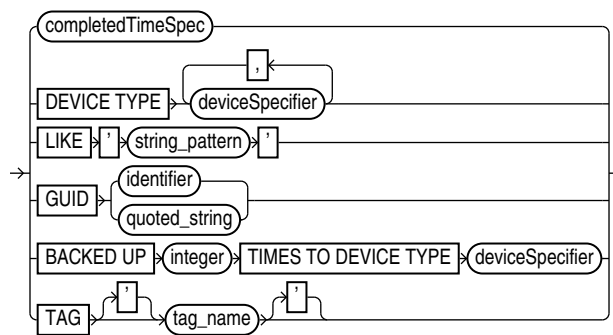 completedTimeSpec
,
DEVICE TYPE deviceSpecifier
LIKE ' string_pattern '
identifier
GUID
quoted_string
BACKED UP integer TIMES TO DEVICE TYPE deviceSpecifier
' '
TAG tag_name